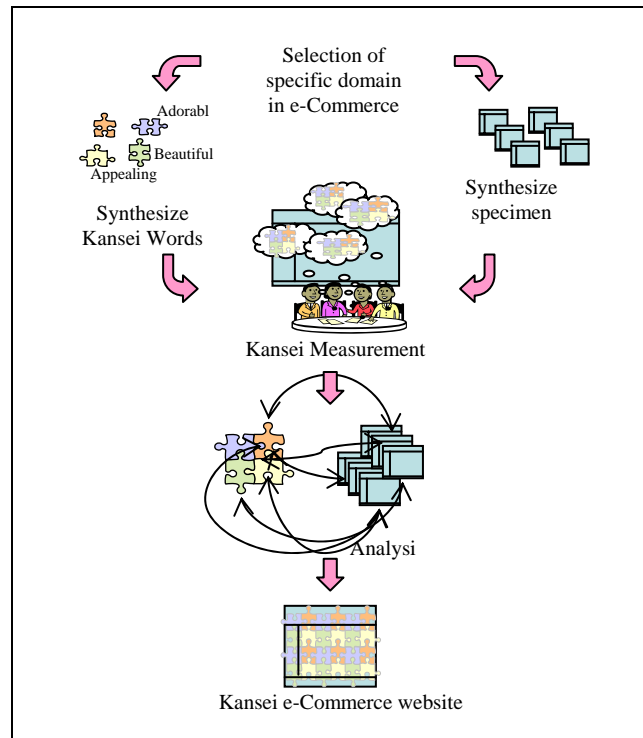 Selection of
specific domain
in e-Commerce
Adorabl
Beautiful
Appealing
Synthesize
Kansei Words
Synthesize
specimen
Kansei Measurement
Analysi
Kansei e-Commerce website